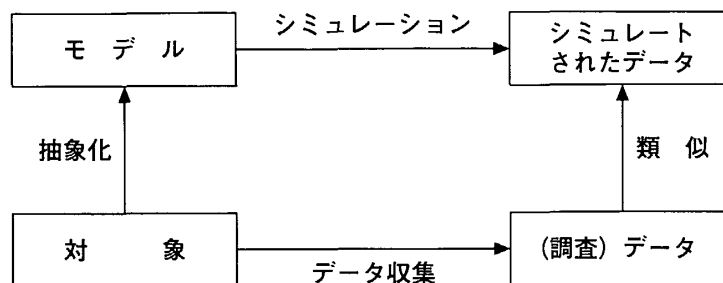 モデル
シミュレーション
シミュレート
されたデータ
抽象化
類似
対象
データ収集
(調査)データ